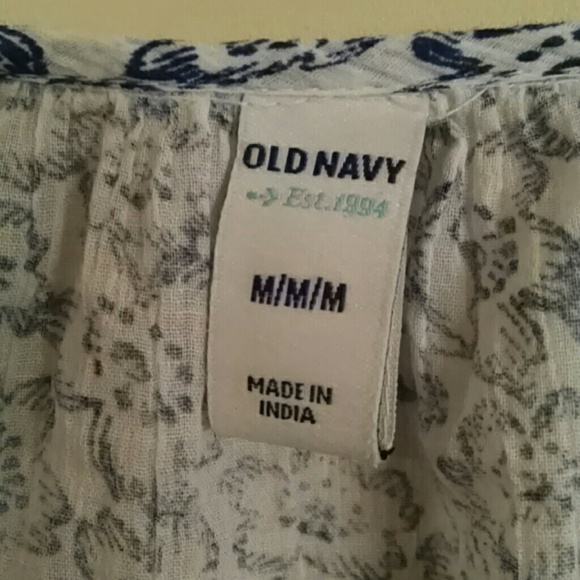 OLD NAVY
Est. 1994
M/M/M
MADE IN
INDIA